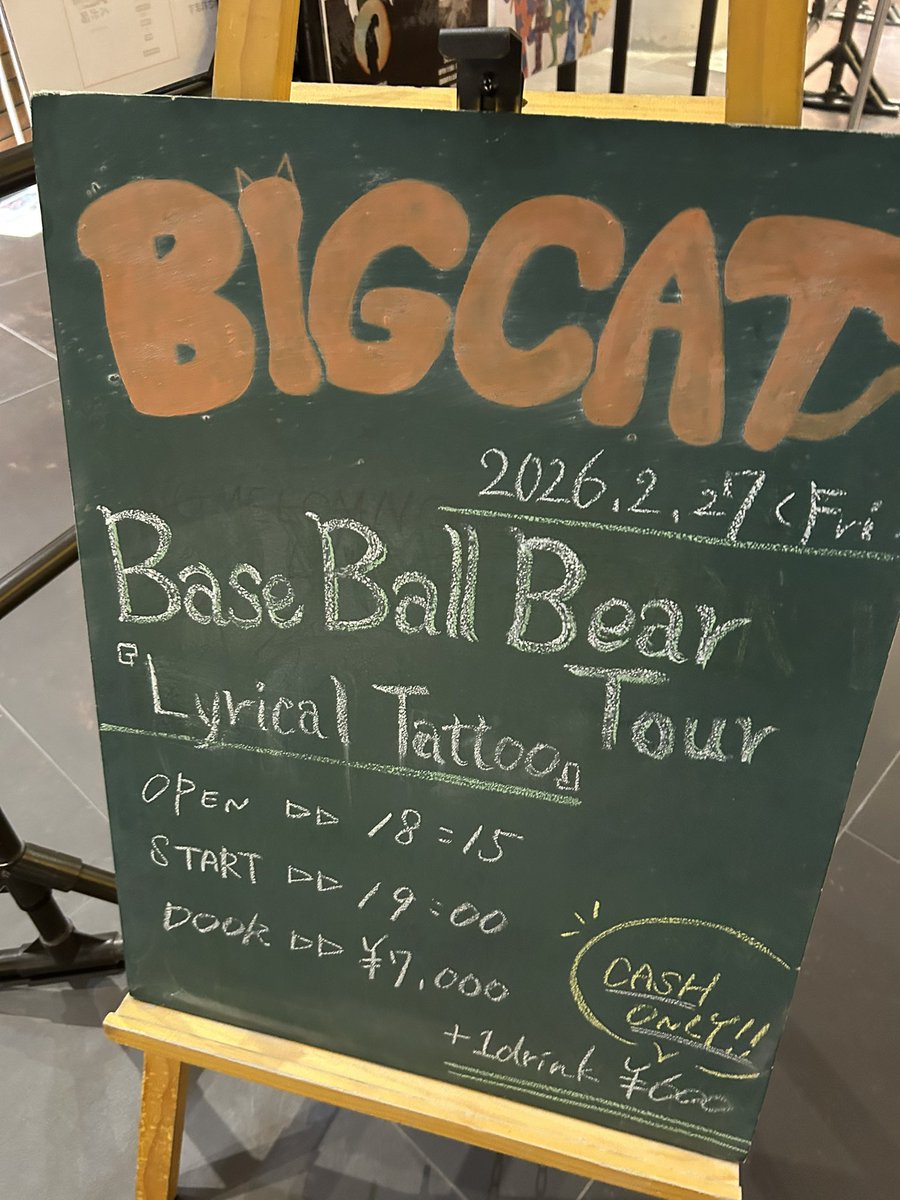 BIGCAT
2026.2.27 <Fri
Base Ball Bear
Tour
『Lyrical Tattoo』
OPEN ▷▷ 18:15
START ▷▷ 19:00
DOOR ▷▷ ¥7,000
CASH
ONLY!!
+1drink ¥600